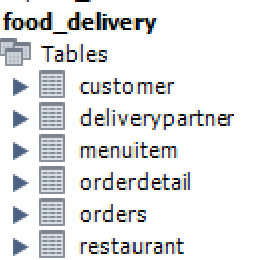 food_delivery
Tables
customer
deliverypartner
menuitem
orderdetail
orders
restaurant